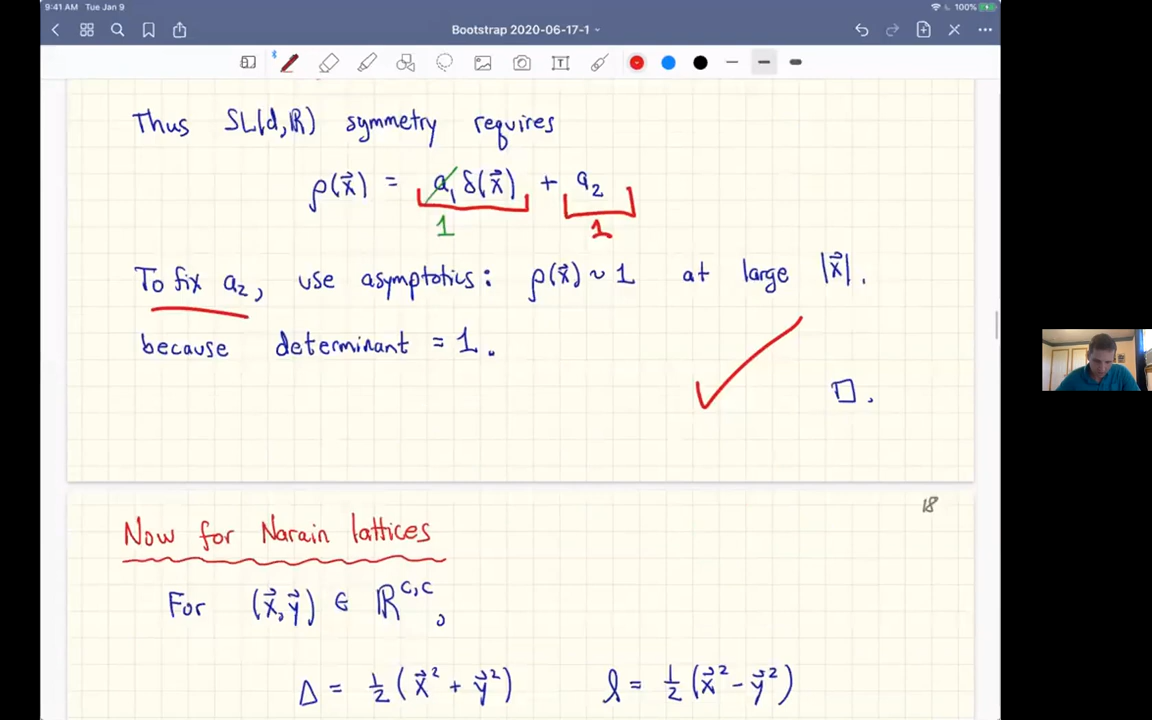 9:41 AM Tue Jan 9
100%
Bootstrap 2020-06-17-1
Thus SL(d,ℝ) symmetry requires
ρ(x⃗) = a₁ δ(x⃗) + a₂
1 1
To fix a₂, use asymptotics: ρ(x⃗) ~ 1 at large |x⃗|.
because determinant = 1.
□.
18
Now for Narain lattices
For (x⃗,y⃗) ∈ ℝ^{c,c},
Δ = ½ (x⃗² + y⃗²) l = ½ (x⃗² - y⃗²)